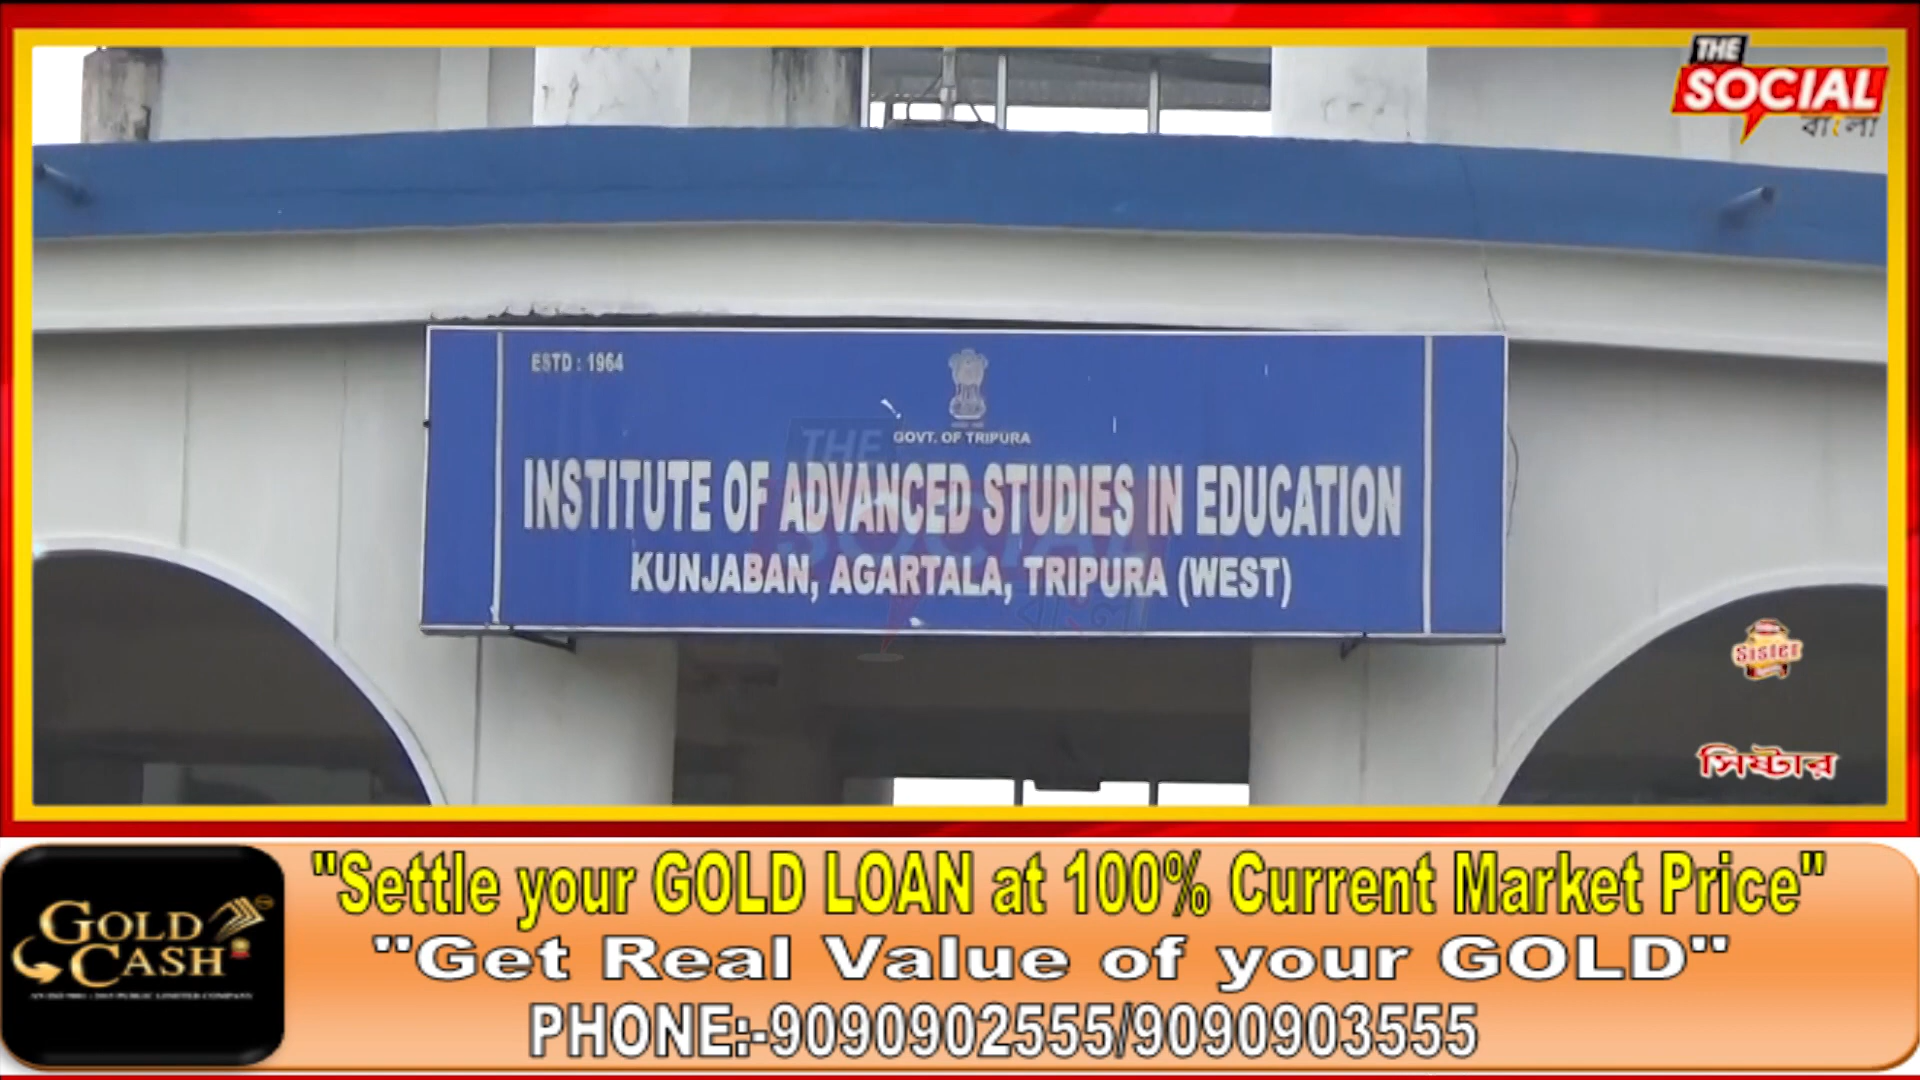 THE
SOCIAL
বাংলা
ESTD : 1964
GOVT. OF TRIPURA
INSTITUTE OF ADVANCED STUDIES IN EDUCATION
KUNJABAN, AGARTALA, TRIPURA (WEST)
THE
SOCIAL
বাংলা
Sister
সিষ্টার
GOLD
CASH
"Settle your GOLD LOAN at 100% Current Market Price"
"Get Real Value of your GOLD"
PHONE:-9090902555/9090903555